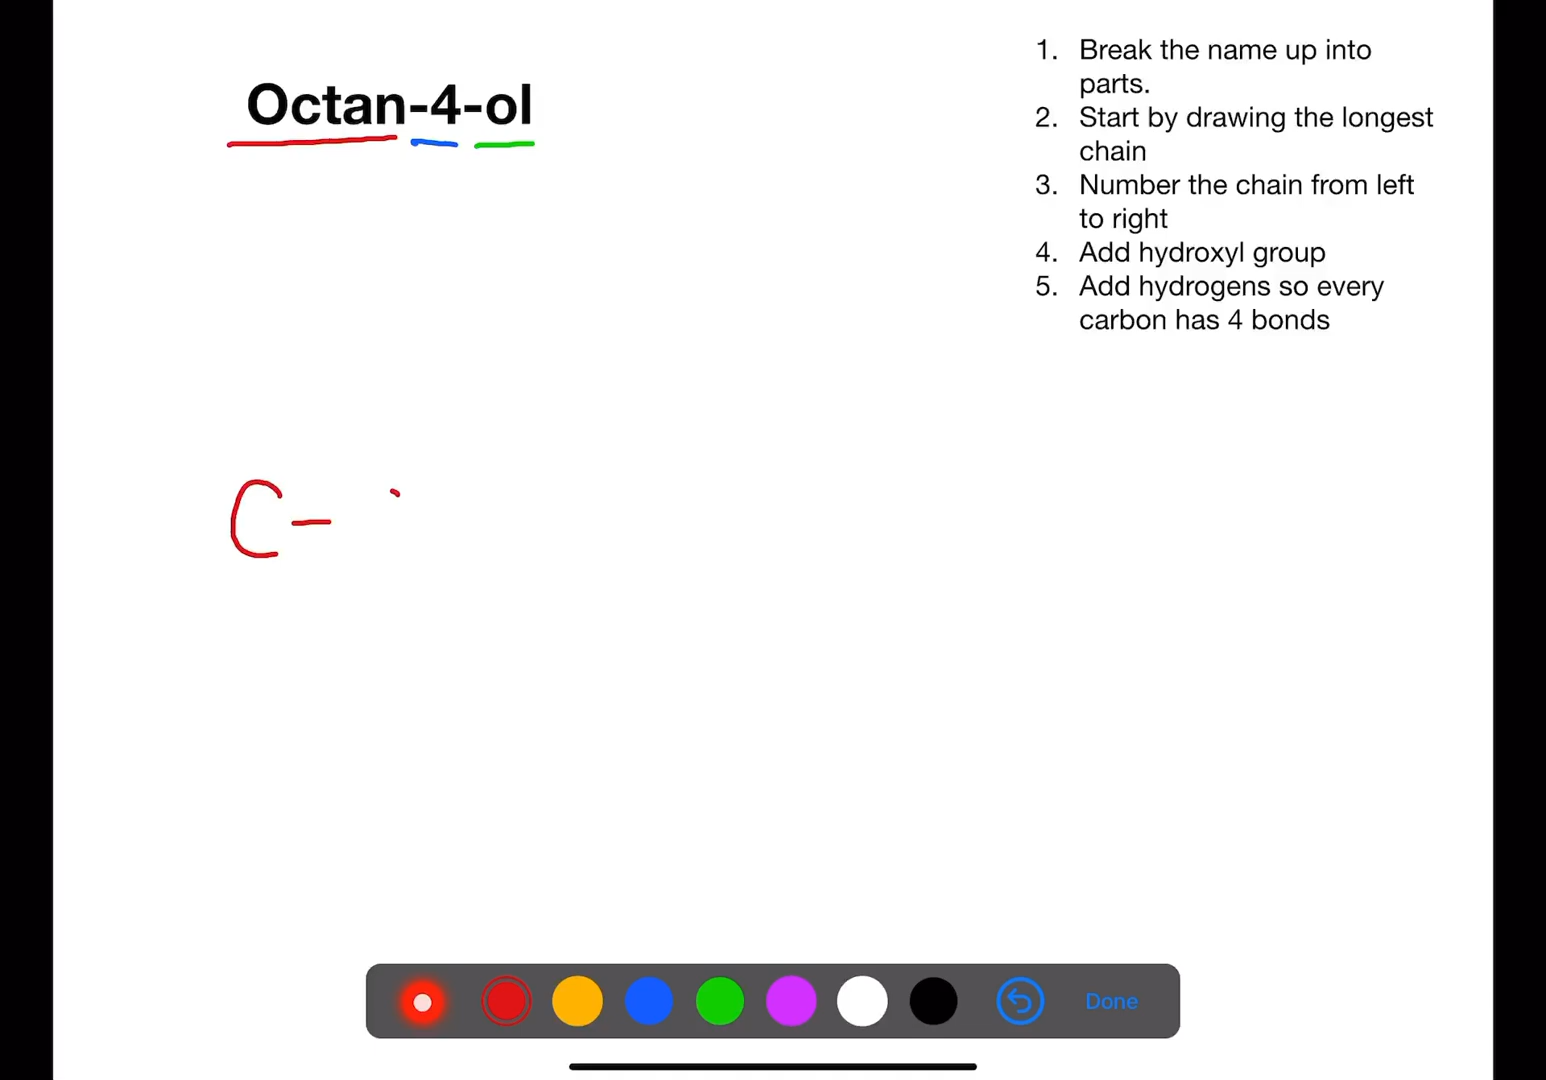 Octan-4-ol
1. Break the name up into
parts.
2. Start by drawing the longest
chain
3. Number the chain from left
to right
4. Add hydroxyl group
5. Add hydrogens so every
carbon has 4 bonds
C-
Done